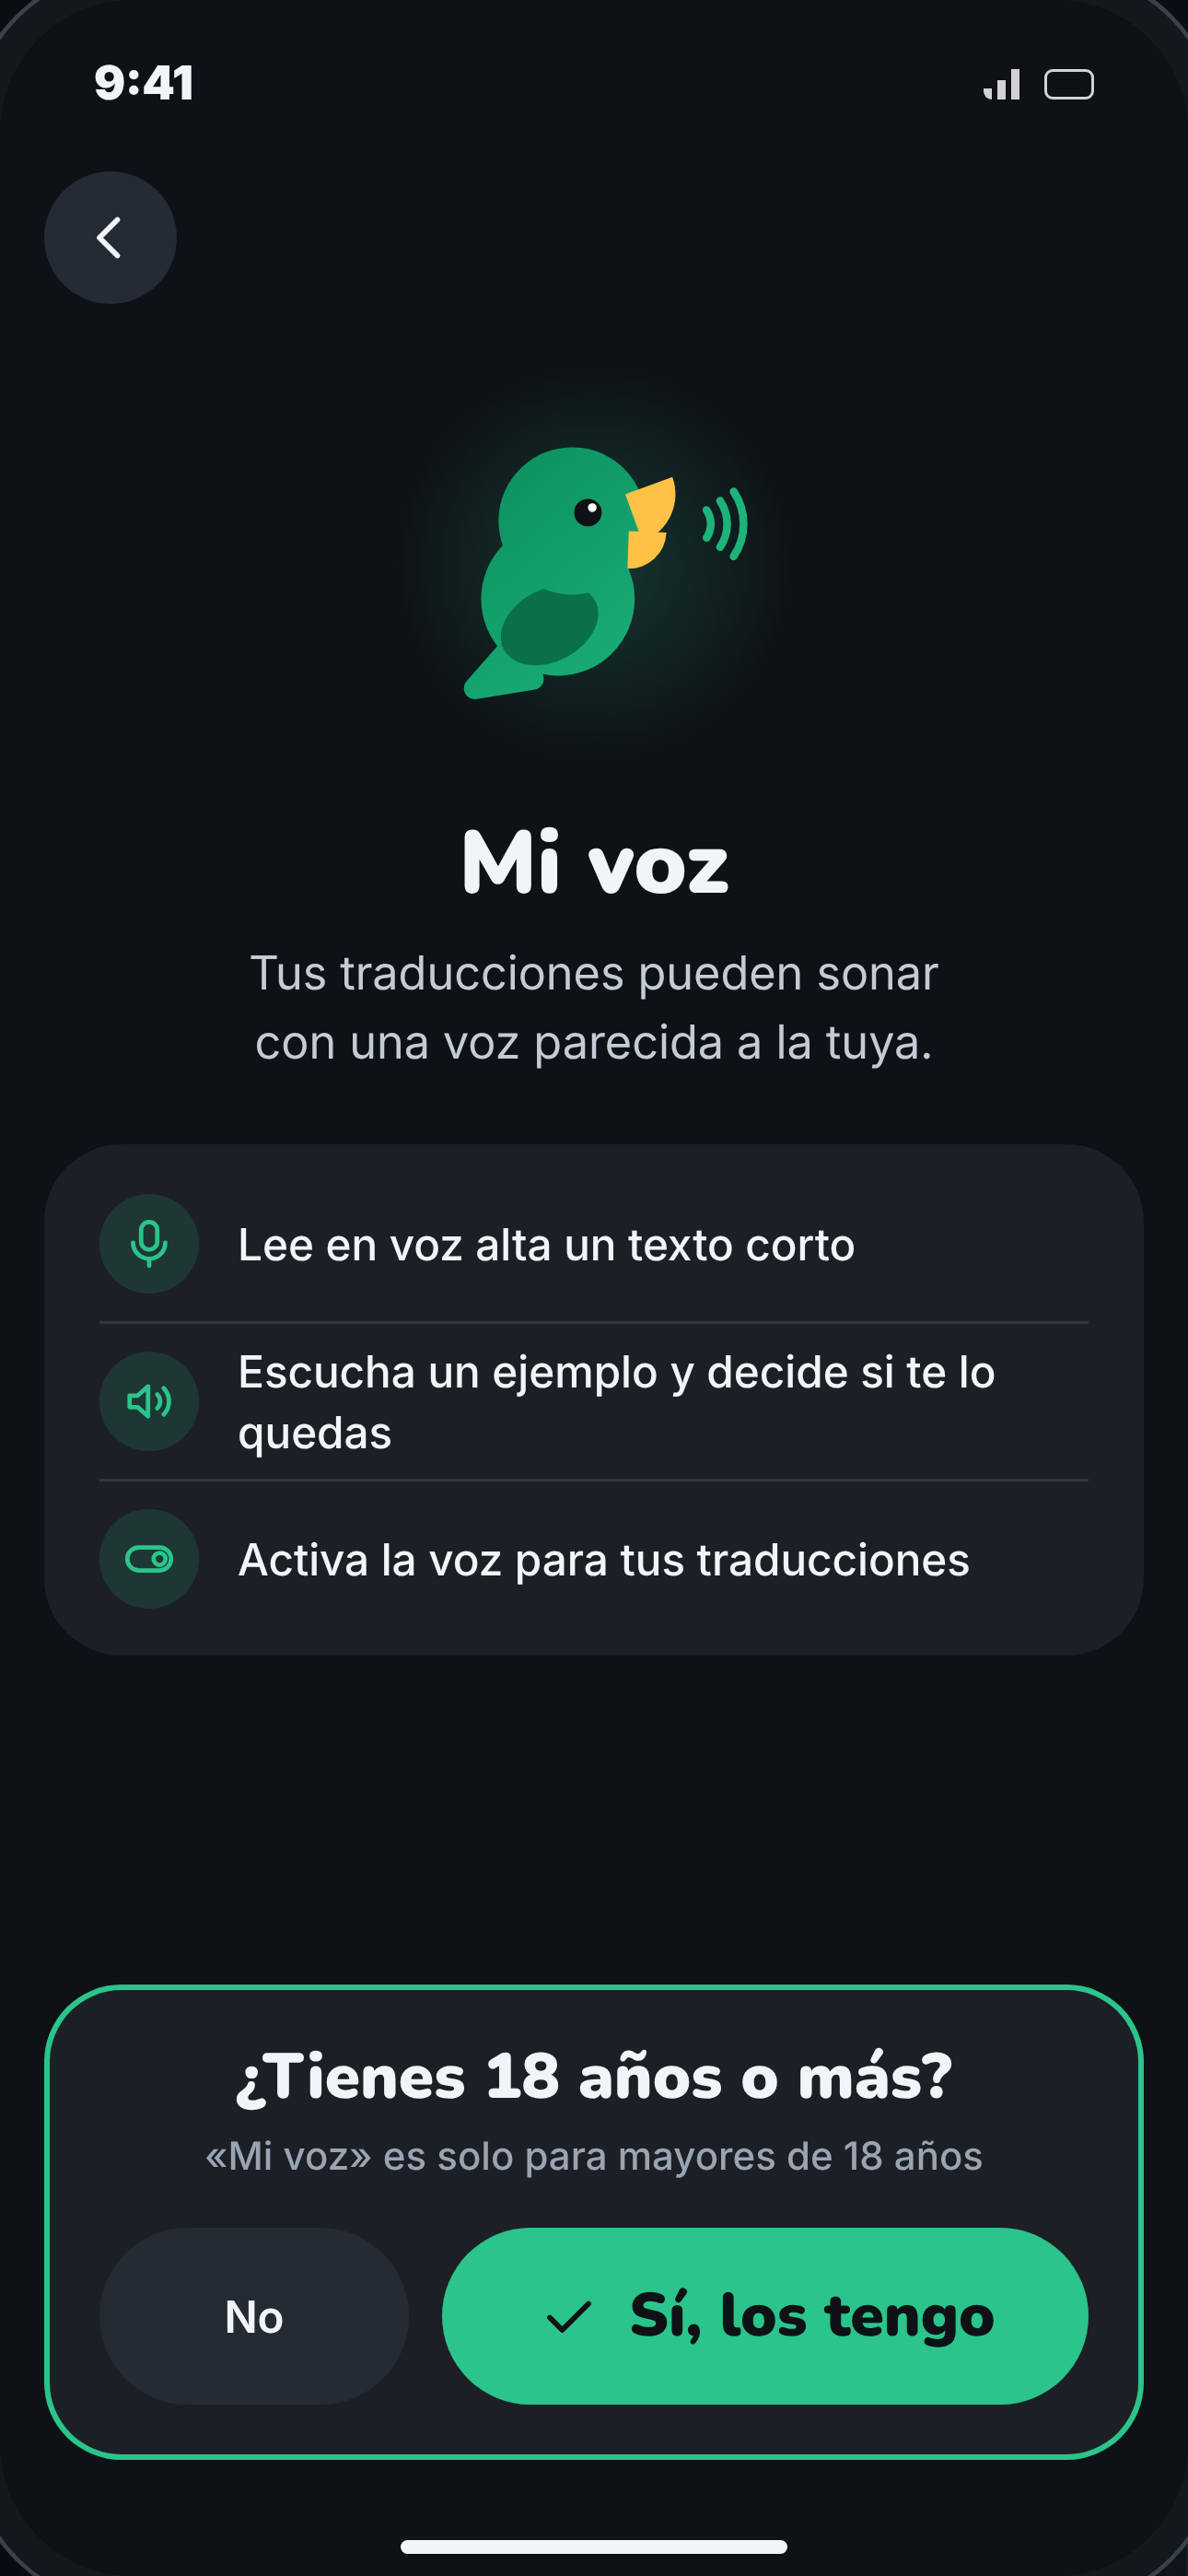 9:41
Mi voz
Tus traducciones pueden sonar
con una voz parecida a la tuya.
Lee en voz alta un texto corto
Escucha un ejemplo y decide si te lo
quedas
Activa la voz para tus traducciones
¿Tienes 18 años o más?
«Mi voz» es solo para mayores de 18 años
No
Sí, los tengo